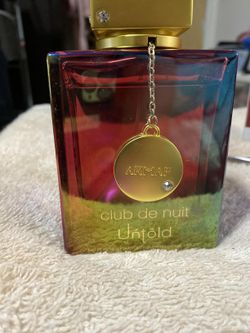 ARMAF
club de nuit
Untold